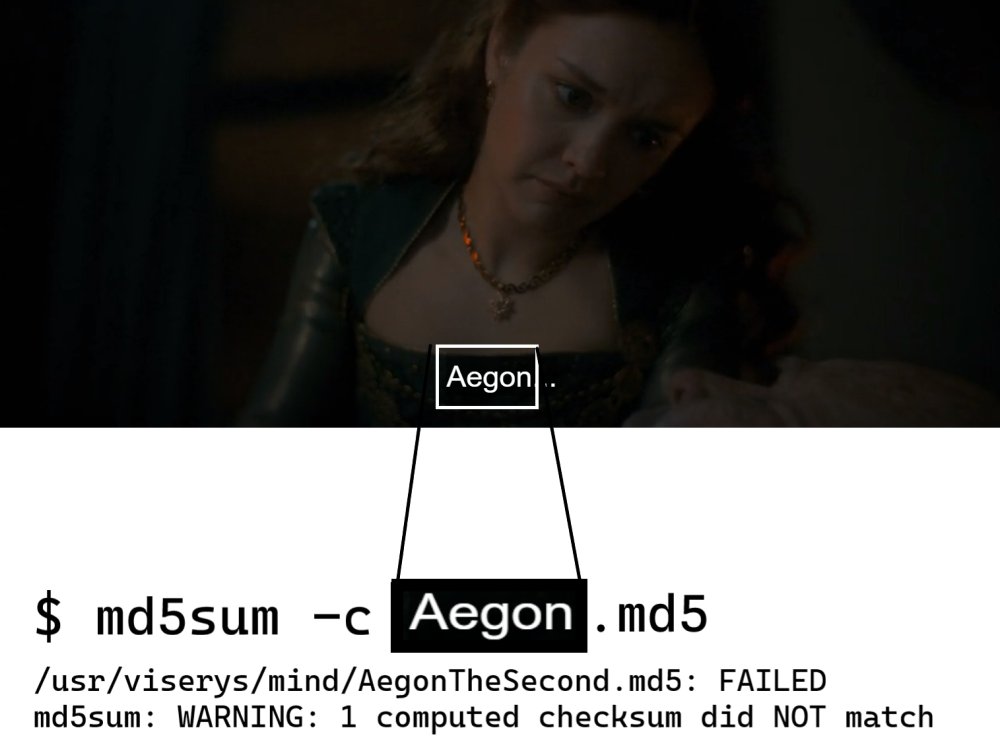 Aegon...
$ md5sum -c Aegon.md5
/usr/viserys/mind/AegonTheSecond.md5: FAILED
md5sum: WARNING: 1 computed checksum did NOT match